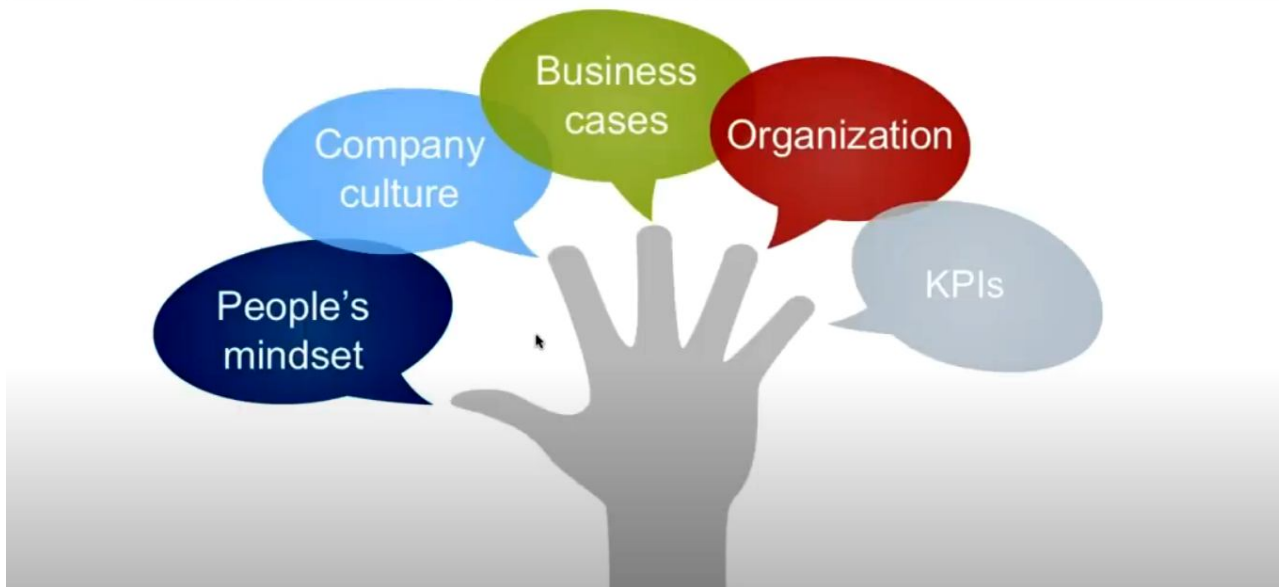 People’s
mindset
Company
culture
Business
cases
Organization
KPIs